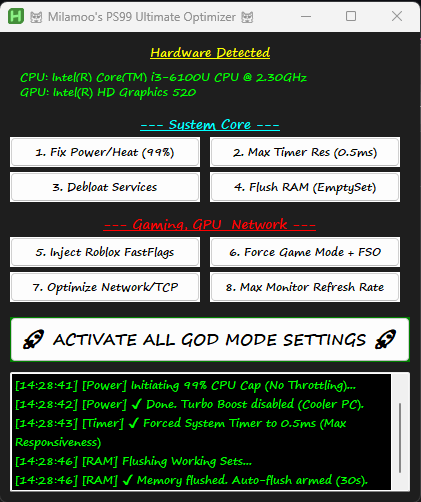 🐱 Milamoo's PS99 Ultimate Optimizer 🐱
Hardware Detected
CPU: Intel(R) Core(TM) i3-6100U CPU @ 2.30GHz
GPU: Intel(R) HD Graphics 520
--- System Core ---
1. Fix Power/Heat (99%)
2. Max Timer Res (0.5ms)
3. Debloat Services
4. Flush RAM (EmptySet)
--- Gaming, GPU  Network ---
5. Inject Roblox FastFlags
6. Force Game Mode + FSO
7. Optimize Network/TCP
8. Max Monitor Refresh Rate
🚀 ACTIVATE ALL GOD MODE SETTINGS 🚀
[14:28:41] [Power] Initiating 99% CPU Cap (No Throttling)...
[14:28:42] [Power] ✓ Done. Turbo Boost disabled (Cooler PC).
[14:28:43] [Timer] ✓ Forced System Timer to 0.5ms (Max
Responsiveness)
[14:28:46] [RAM] Flushing Working Sets...
[14:28:46] [RAM] ✓ Memory flushed. Auto-flush armed (30s).